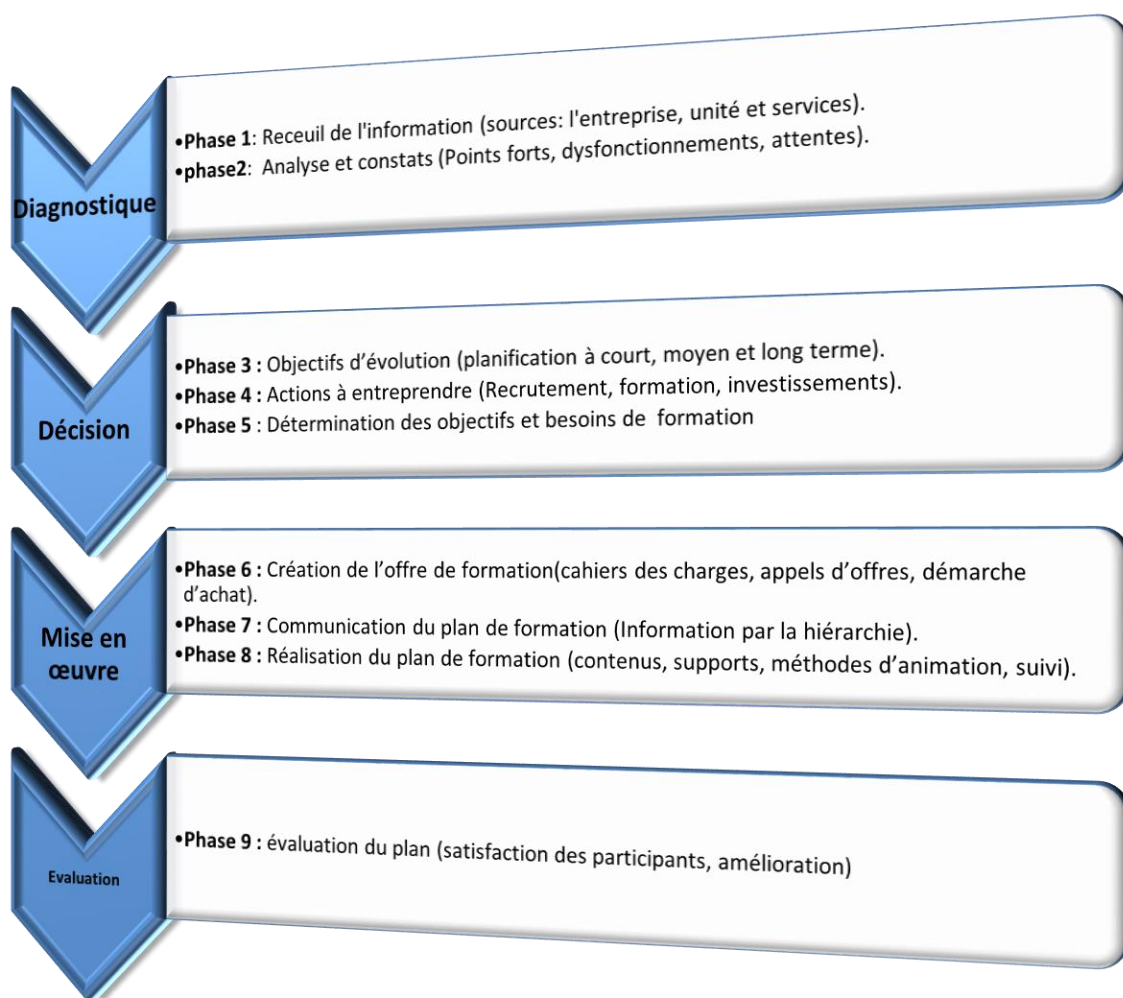 Diagnostique
•Phase 1: Receuil de l'information (sources: l'entreprise, unité et services).
•phase2: Analyse et constats (Points forts, dysfonctionnements, attentes).
Décision
•Phase 3 : Objectifs d'évolution (planification à court, moyen et long terme).
•Phase 4 : Actions à entreprendre (Recrutement, formation, investissements).
•Phase 5 : Détermination des objectifs et besoins de formation
Mise en
œuvre
•Phase 6 : Création de l'offre de formation(cahiers des charges, appels d'offres, démarche
d'achat).
•Phase 7 : Communication du plan de formation (Information par la hiérarchie).
•Phase 8 : Réalisation du plan de formation (contenus, supports, méthodes d'animation, suivi).
Evaluation
•Phase 9 : évaluation du plan (satisfaction des participants, amélioration)